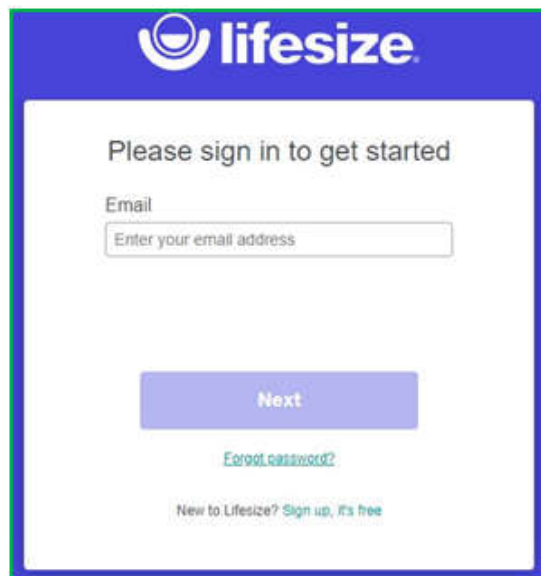 lifesize
Please sign in to get started
Email
Enter your email address
Next
Forgot password?
New to Lifesize? Sign up, it's free